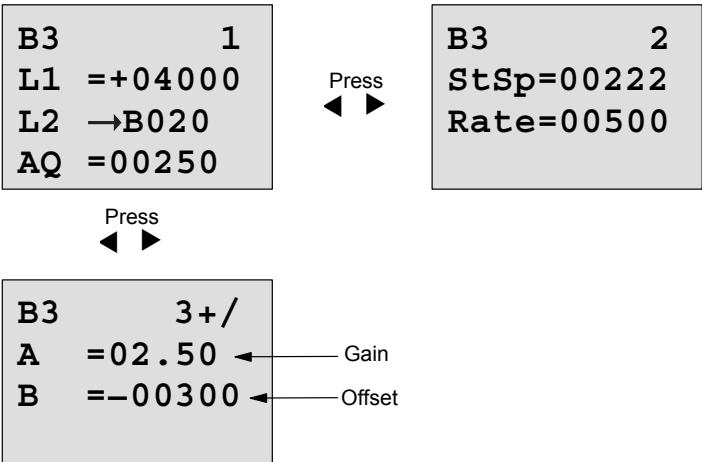 B3 1
L1 =+04000
L2 →B020
AQ =00250
Press
B3 2
StSp=00222
Rate=00500
Press
B3 3+/
A =02.50
Gain
B =–00300
Offset